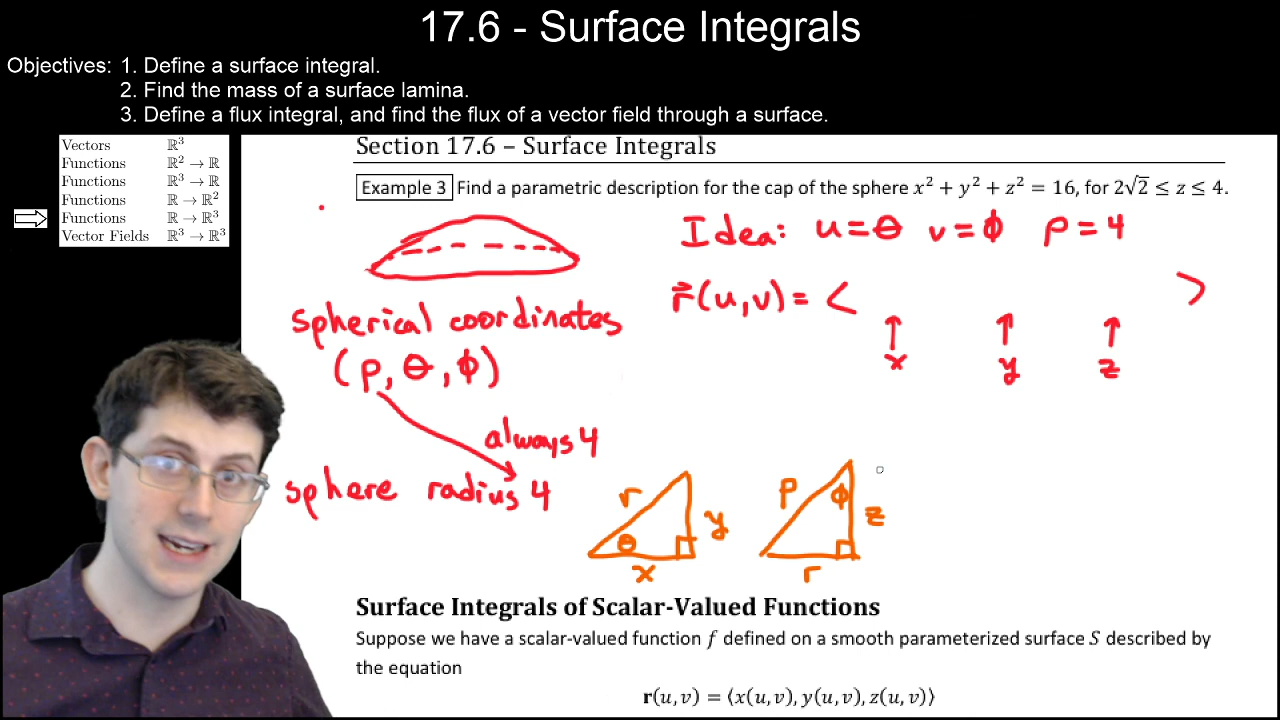 17.6 - Surface Integrals
Objectives: 1. Define a surface integral.
2. Find the mass of a surface lamina.
3. Define a flux integral, and find the flux of a vector field through a surface.
Vectors ℝ³
Functions ℝ² → ℝ
Functions ℝ³ → ℝ
Functions ℝ → ℝ²
Functions ℝ → ℝ³
Vector Fields ℝ³ → ℝ³
Section 17.6 – Surface Integrals
Example 3 Find a parametric description for the cap of the sphere x² + y² + z² = 16, for 2√2 ≤ z ≤ 4.
Idea: u=θ v=ϕ ρ=4
r⃗(u,v)=< >
x y z
spherical coordinates
(ρ, θ, ϕ)
always 4
sphere radius 4
r θ y x
ρ ϕ z r
Surface Integrals of Scalar-Valued Functions
Suppose we have a scalar-valued function f defined on a smooth parameterized surface S described by
the equation
r(u, v) = ⟨x(u, v), y(u, v), z(u, v)⟩